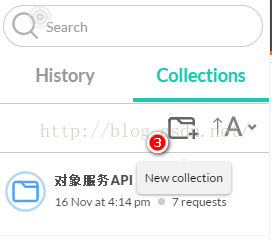 Search
History Collections
http://blog.csdn.net/
A
3
New collection
对象服务API
16 Nov at 4:14 pm 7 requests